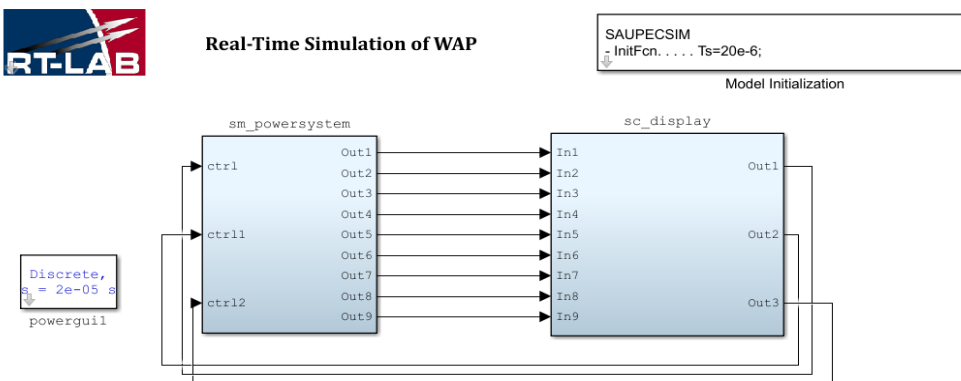 RT-LAB
Real-Time Simulation of WAP
SAUPECSIM
- InitFcn. . . . . Ts=20e-6;
Model Initialization
sm_powersystem
sc_display
ctrl
ctrl1
ctrl2
Out1
Out2
Out3
Out4
Out5
Out6
Out7
Out8
Out9
In1
In2
In3
In4
In5
In6
In7
In8
In9
Out1
Out2
Out3
Discrete,
s = 2e-05 s
powergui1